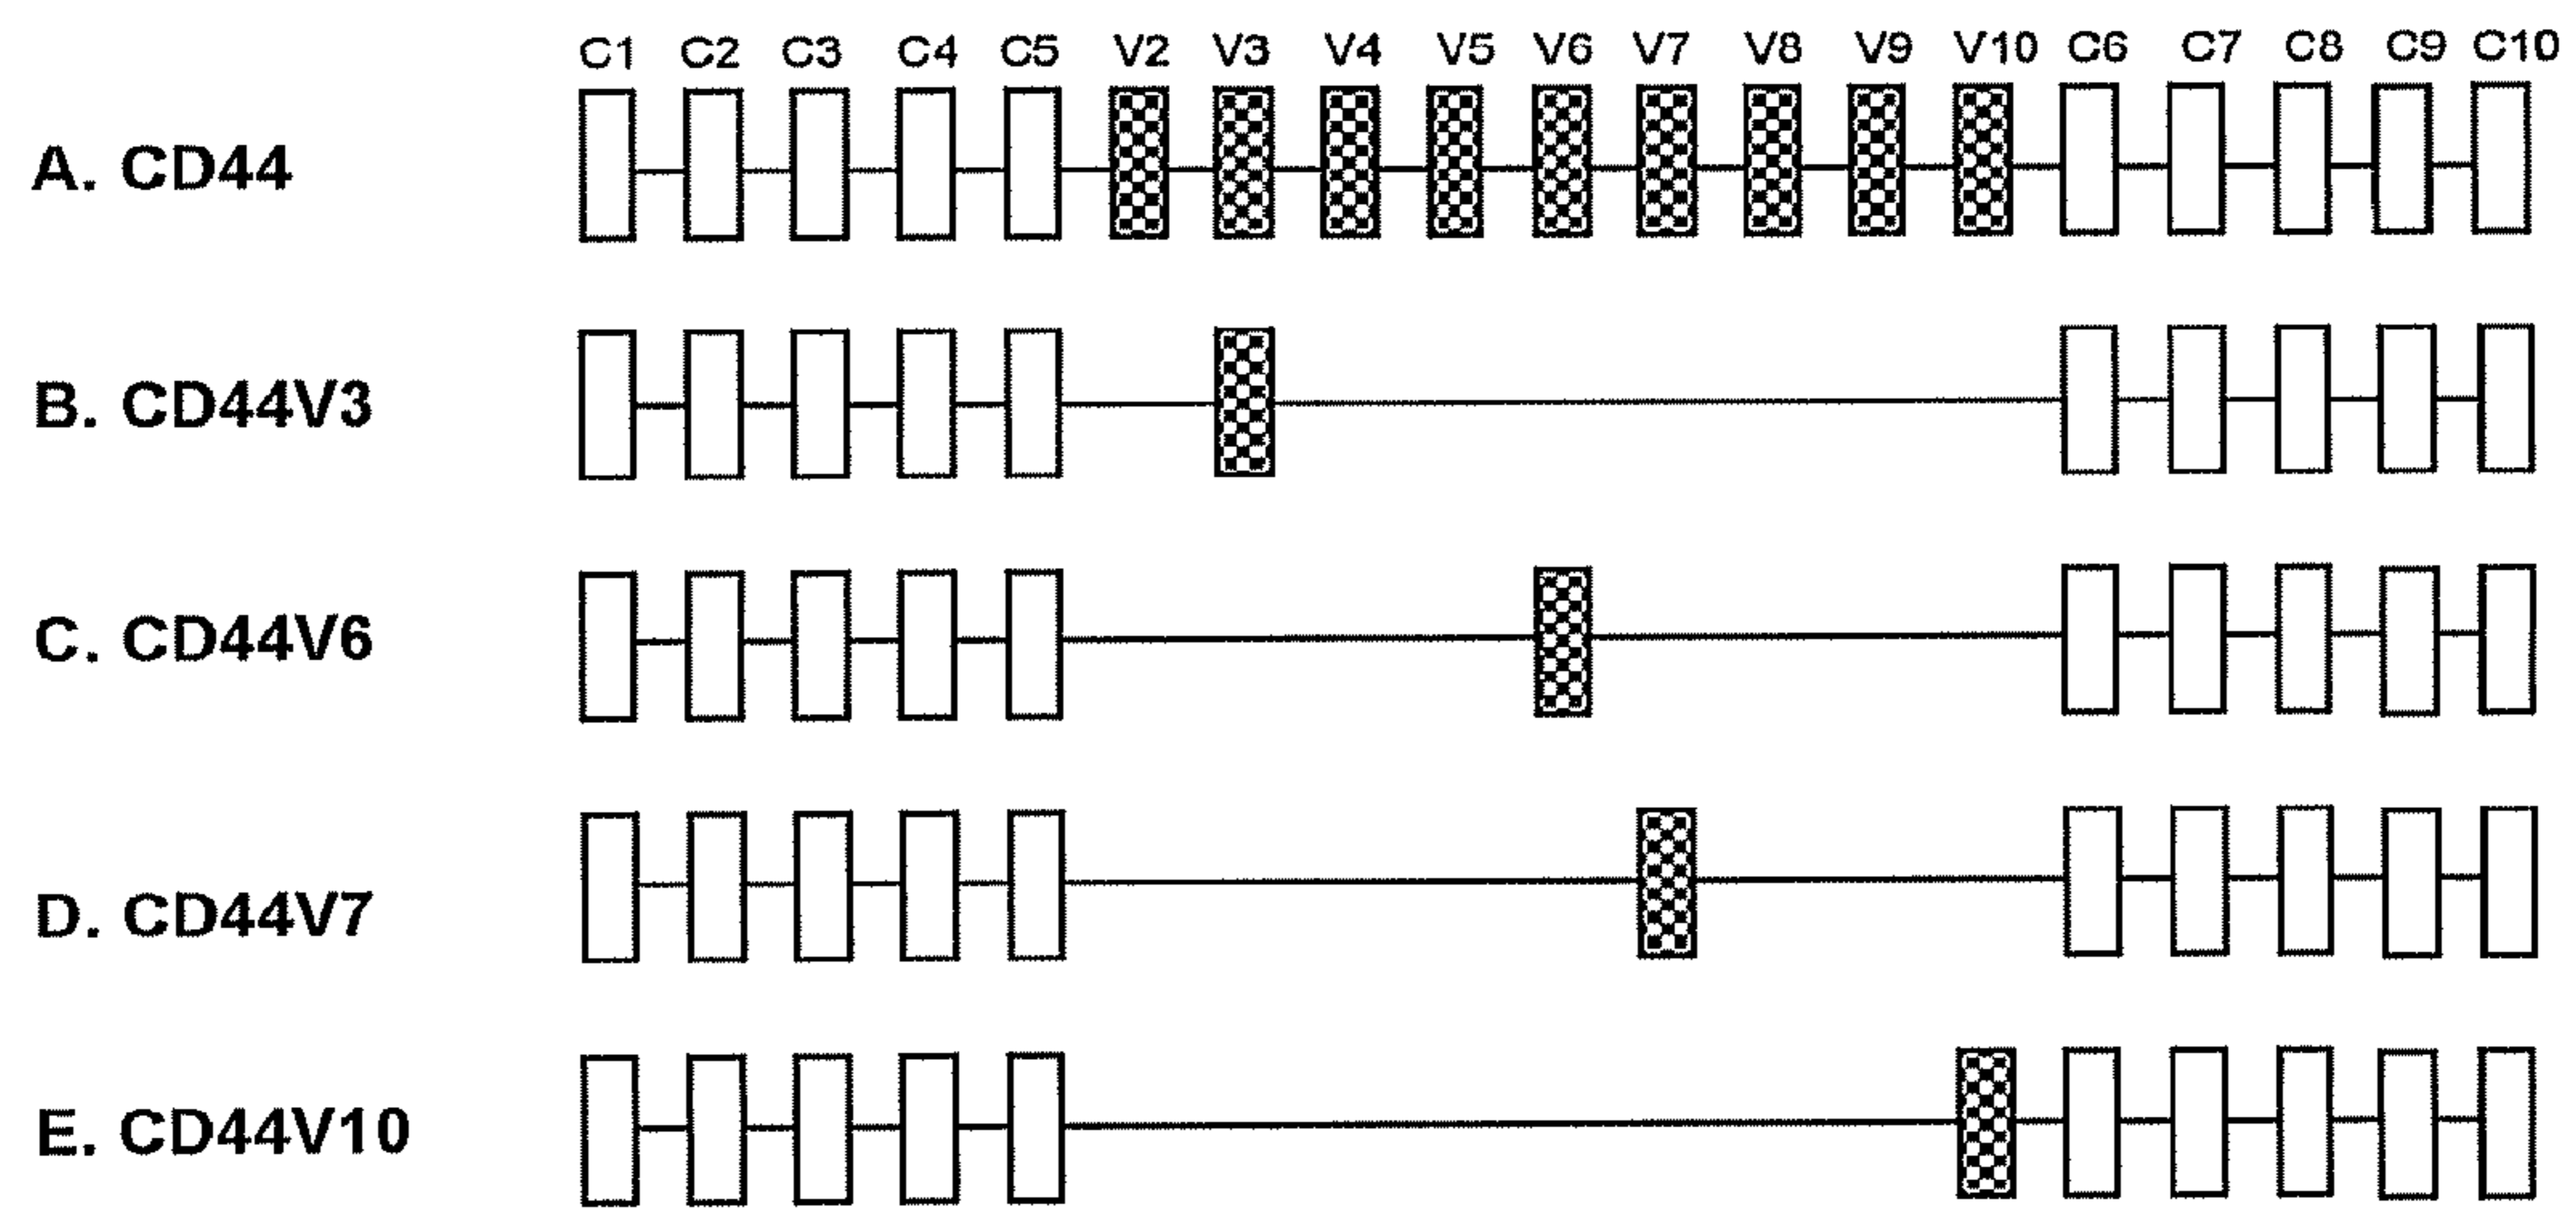 C1 C2 C3 C4 C5 V2 V3 V4 V5 V6 V7 V8 V9 V10 C6 C7 C8 C9 C10
A. CD44
B. CD44V3
C. CD44V6
D. CD44V7
E. CD44V10